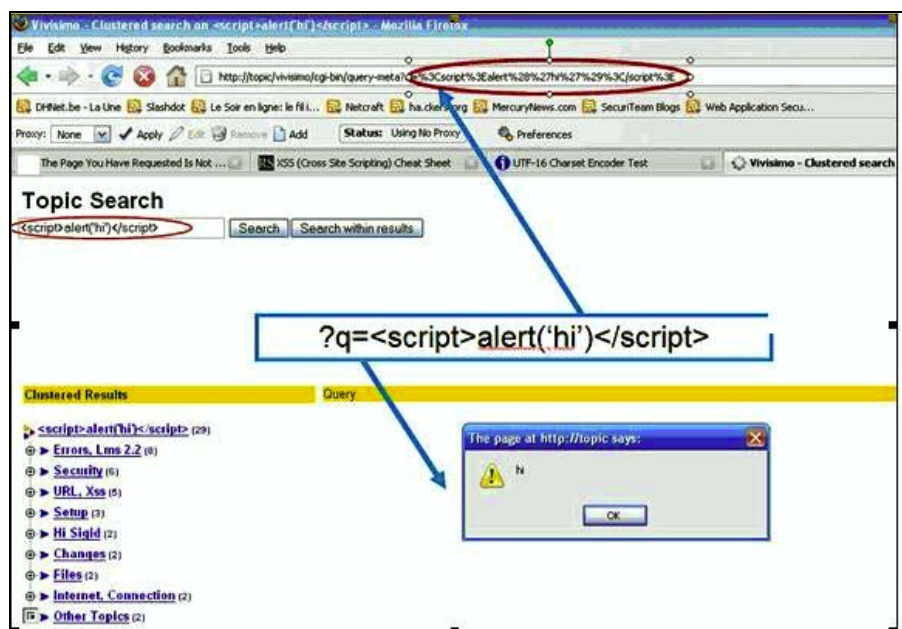 Vivisimo - Clustered search on <script>alert('hi')</script> - Mozilla Firefox
File Edit View History Bookmarks Tools Help
http://topic/vivisimo/cgi-bin/query-meta? %3Cscript%3Ealert%28%27hi%27%29%3C/script%3E
DHNet.be - La Une Slashdot Le Soir en ligne: le fil i... Netcraft ha.ckers.org MercuryNews.com SecuriTeam Blogs Web Application Secu...
Proxy: None Apply Edit Remove Add Status: Using No Proxy Preferences
The Page You Have Requested Is Not ... XSS (Cross Site Scripting) Cheat Sheet UTF-16 Charset Encoder Test Vivisimo - Clustered search
Topic Search
<script>alert('hi')</script> Search Search within results
?q=<script>alert(‘hi’)</script>
Clustered Results Query
<script>alert('hi')</script> (29)
Errors, Lms 2.2 (8)
Security (6)
URL, Xss (5)
Setup (3)
Hi Sigld (2)
Changes (2)
Files (2)
Internet, Connection (2)
Other Topics (2)
The page at http://topic says:
hi
OK